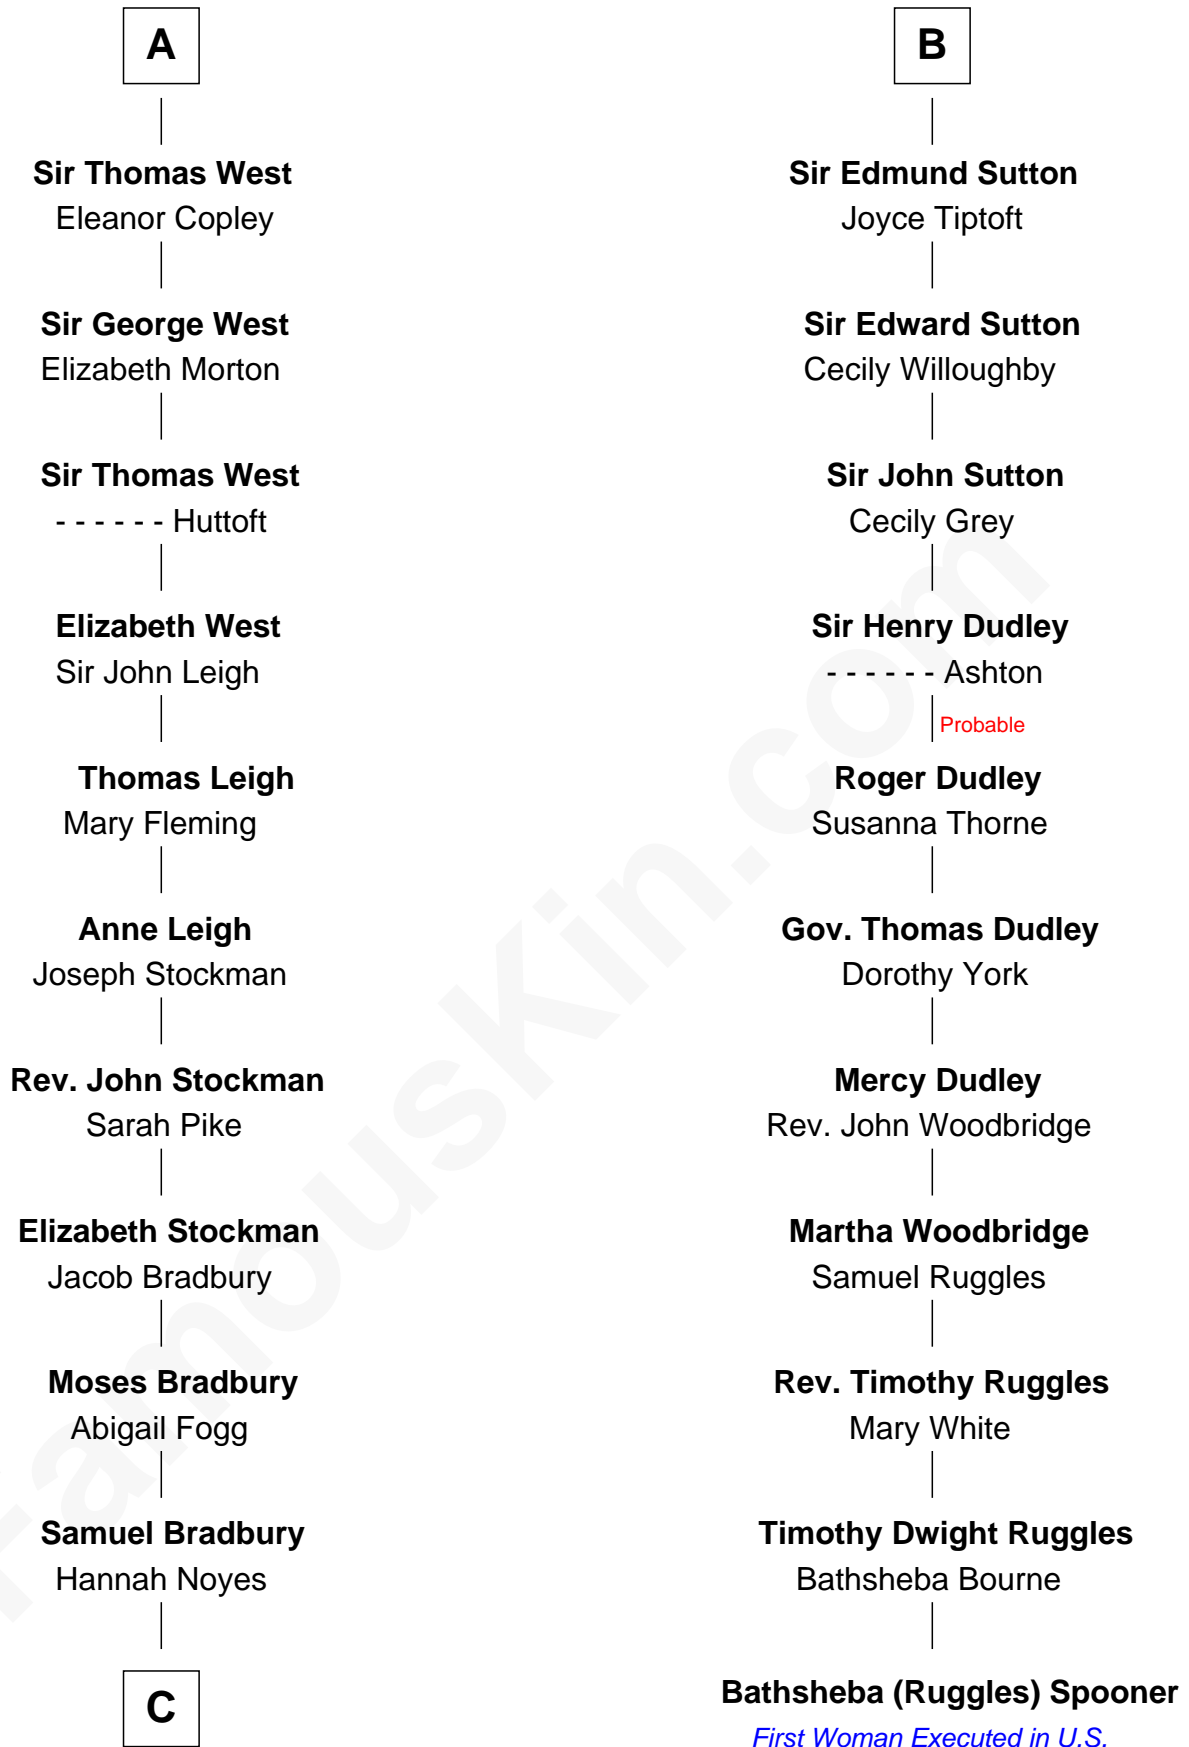 A
Sir Thomas West
Eleanor Copley
Sir George West
Elizabeth Morton
Sir Thomas West
- - - - - - Huttoft
Elizabeth West
Sir John Leigh
Thomas Leigh
Mary Fleming
Anne Leigh
Joseph Stockman
Rev. John Stockman
Sarah Pike
Elizabeth Stockman
Jacob Bradbury
Moses Bradbury
Abigail Fogg
Samuel Bradbury
Hannah Noyes
C
B
Sir Edmund Sutton
Joyce Tiptoft
Sir Edward Sutton
Cecily Willoughby
Sir John Sutton
Cecily Grey
Sir Henry Dudley
- - - - - - Ashton
Probable
Roger Dudley
Susanna Thorne
Gov. Thomas Dudley
Dorothy York
Mercy Dudley
Rev. John Woodbridge
Martha Woodbridge
Samuel Ruggles
Rev. Timothy Ruggles
Mary White
Timothy Dwight Ruggles
Bathsheba Bourne
Bathsheba (Ruggles) Spooner
First Woman Executed in U.S.
FamousKin.com